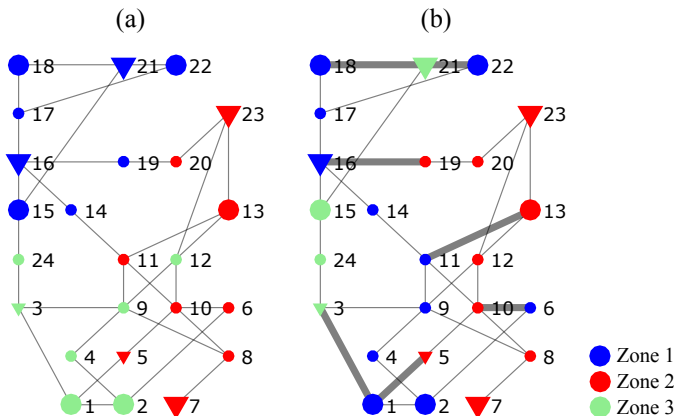 (a) (b)
18 21 22 18 21 22
17 23 17 23
16 19 20 16 19 20
15 14 13 15 14 13
24 11 12 24 11 12
3 9 10 6 3 9 10 6
4 5 8 4 5 8
1 2 7 1 2 7
Zone 1
Zone 2
Zone 3